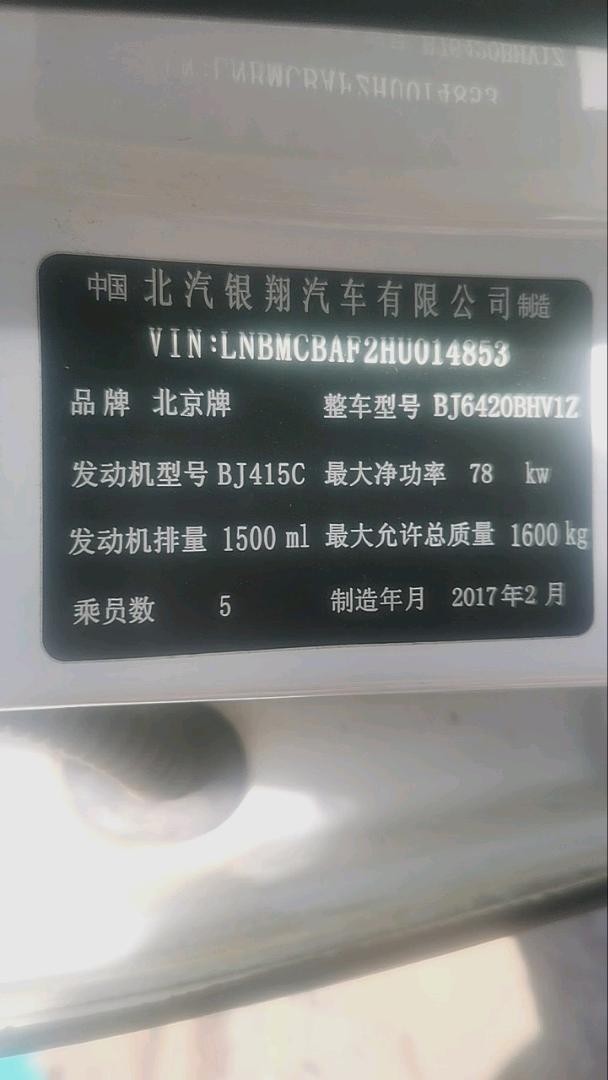 中国 北汽银翔汽车有限公司 制造
VIN:LNBMCBAF2HU014853
品牌 北京牌 整车型号 BJ6420BHV1Z
发动机型号 BJ415C 最大净功率 78 kw
发动机排量 1500 ml 最大允许总质量 1600 kg
乘员数 5 制造年月 2017年2月